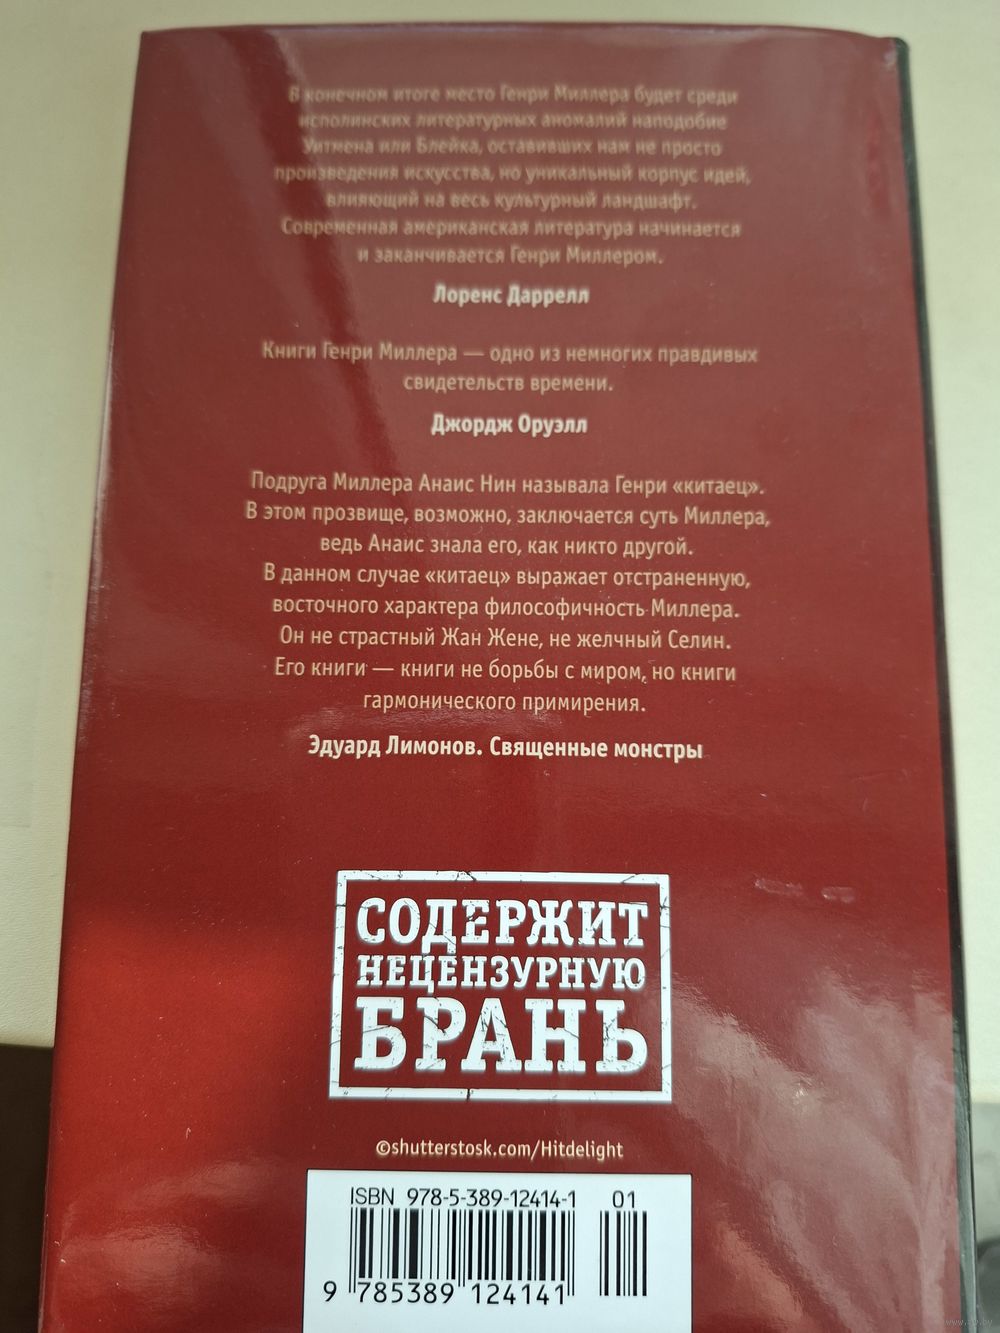 В конечном итоге место Генри Миллера будет среди
исполинских литературных аномалий наподобие
Уитмена или Блейка, оставивших нам не просто
произведения искусства, но уникальный корпус идей,
влияющий на весь культурный ландшафт.
Современная американская литература начинается
и заканчивается Генри Миллером.
Лоренс Даррелл
Книги Генри Миллера — одно из немногих правдивых
свидетельств времени.
Джордж Оруэлл
Подруга Миллера Анаис Нин называла Генри «китаец».
В этом прозвище, возможно, заключается суть Миллера,
ведь Анаис знала его, как никто другой.
В данном случае «китаец» выражает отстраненную,
восточного характера философичность Миллера.
Он не страстный Жан Жене, не желчный Селин.
Его книги — книги не борьбы с миром, но книги
гармонического примирения.
Эдуард Лимонов. Священные монстры
СОДЕРЖИТ
НЕЦЕНЗУРНУЮ
БРАНЬ
©shutterstosk.com/Hitdelight
ISBN 978-5-389-12414-1 01
9 785389 124141